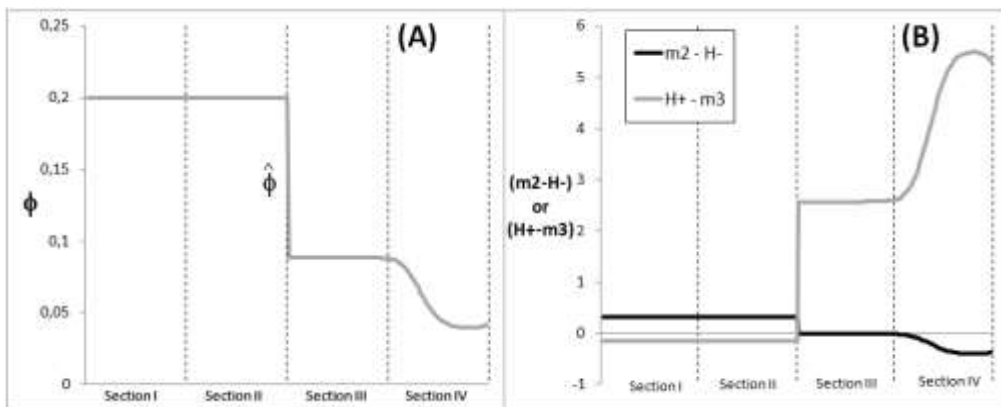 0,25
(A)
0,2
0,15
ϕ̂
ϕ
0,1
0,05
0
Section I Section II Section III Section IV
6
(B)
m2 - H-
5
H+ - m3
4
3
(m2-H-)
or
(H+-m3)
2
1
0
-1
Section I Section II Section III Section IV